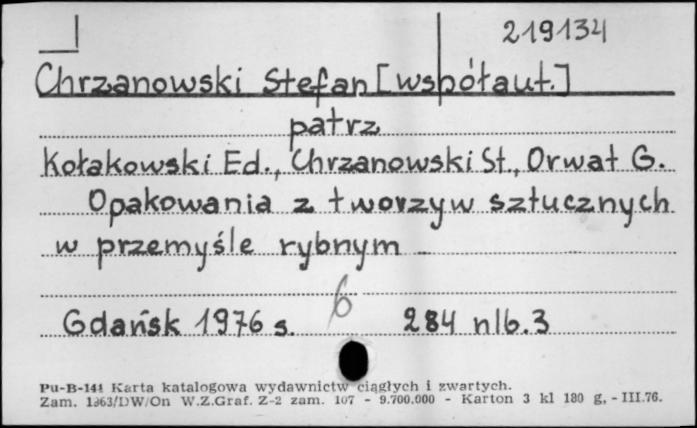 219134
Chrzanowski Stefan [współaut.]
patrz
Kołakowski Ed., Chrzanowski St., Orwat G.
Opakowania z tworzyw sztucznych
w przemyśle rybnym
6
Gdańsk 1976 s. 284 nlb. 3
Pu-B-141 Karta katalogowa wydawnictw ciągłych i zwartych.
Zam. 1363/DW/On W.Z.Graf. Z-2 zam. 107 - 9.700.000 - Karton 3 kl 180 g. - III.76.